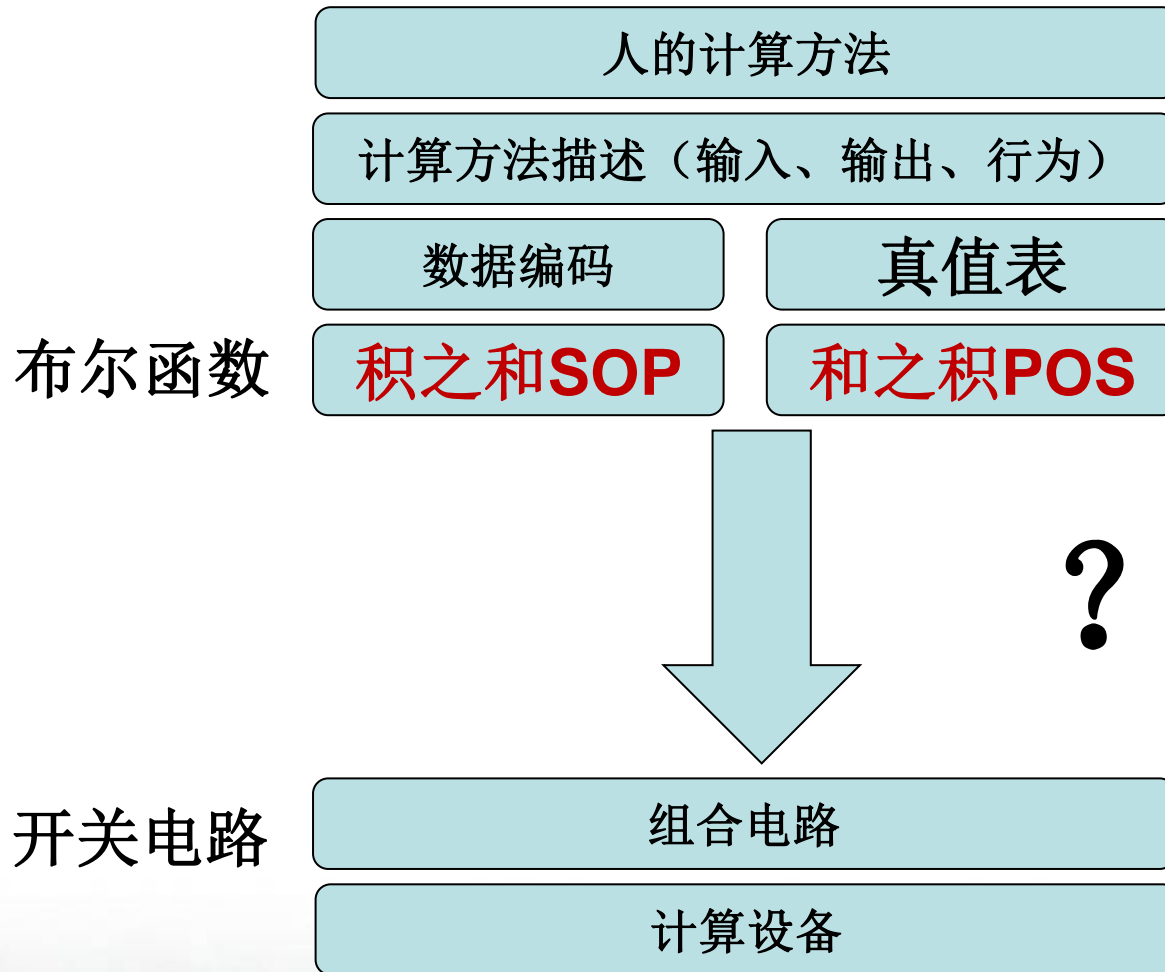 人的计算方法
计算方法描述（输入、输出、行为）
数据编码
真值表
布尔函数
积之和SOP
和之积POS
？
开关电路
组合电路
计算设备